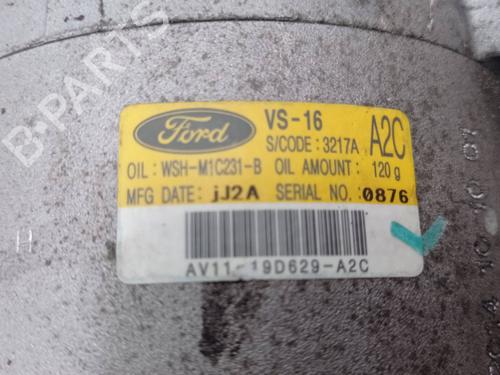 B-PARTS
Ford
VS-16
A2C
S/CODE : 3217A
OIL : WSH-M1C231-B OIL AMOUNT : 120 g
MFG DATE : jJ2A SERIAL NO. 0876
AV11-19D629-A2C
H